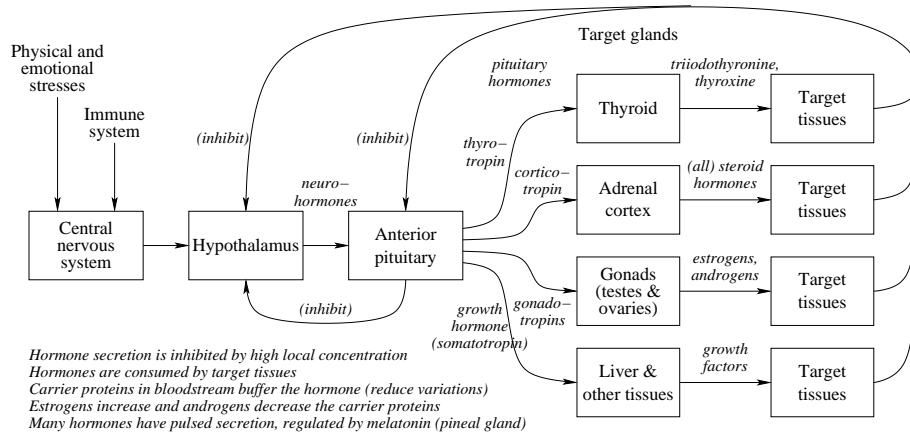 Target glands
Physical and
emotional
stresses
Immune
system
(inhibit)
(inhibit)
pituitary
hormones
triiodothyronine,
thyroxine
Thyroid
Target
tissues
thyro-
tropin
neuro-
hormones
cortico-
tropin
(all) steroid
hormones
Adrenal
cortex
Target
tissues
Central
nervous
system
Hypothalamus
Anterior
pituitary
estrogens,
androgens
Gonads
(testes &
ovaries)
Target
tissues
gonado-
tropins
(inhibit)
growth
hormone
(somatotropin)
growth
factors
Liver &
other tissues
Target
tissues
Hormone secretion is inhibited by high local concentration
Hormones are consumed by target tissues
Carrier proteins in bloodstream buffer the hormone (reduce variations)
Estrogens increase and androgens decrease the carrier proteins
Many hormones have pulsed secretion, regulated by melatonin (pineal gland)